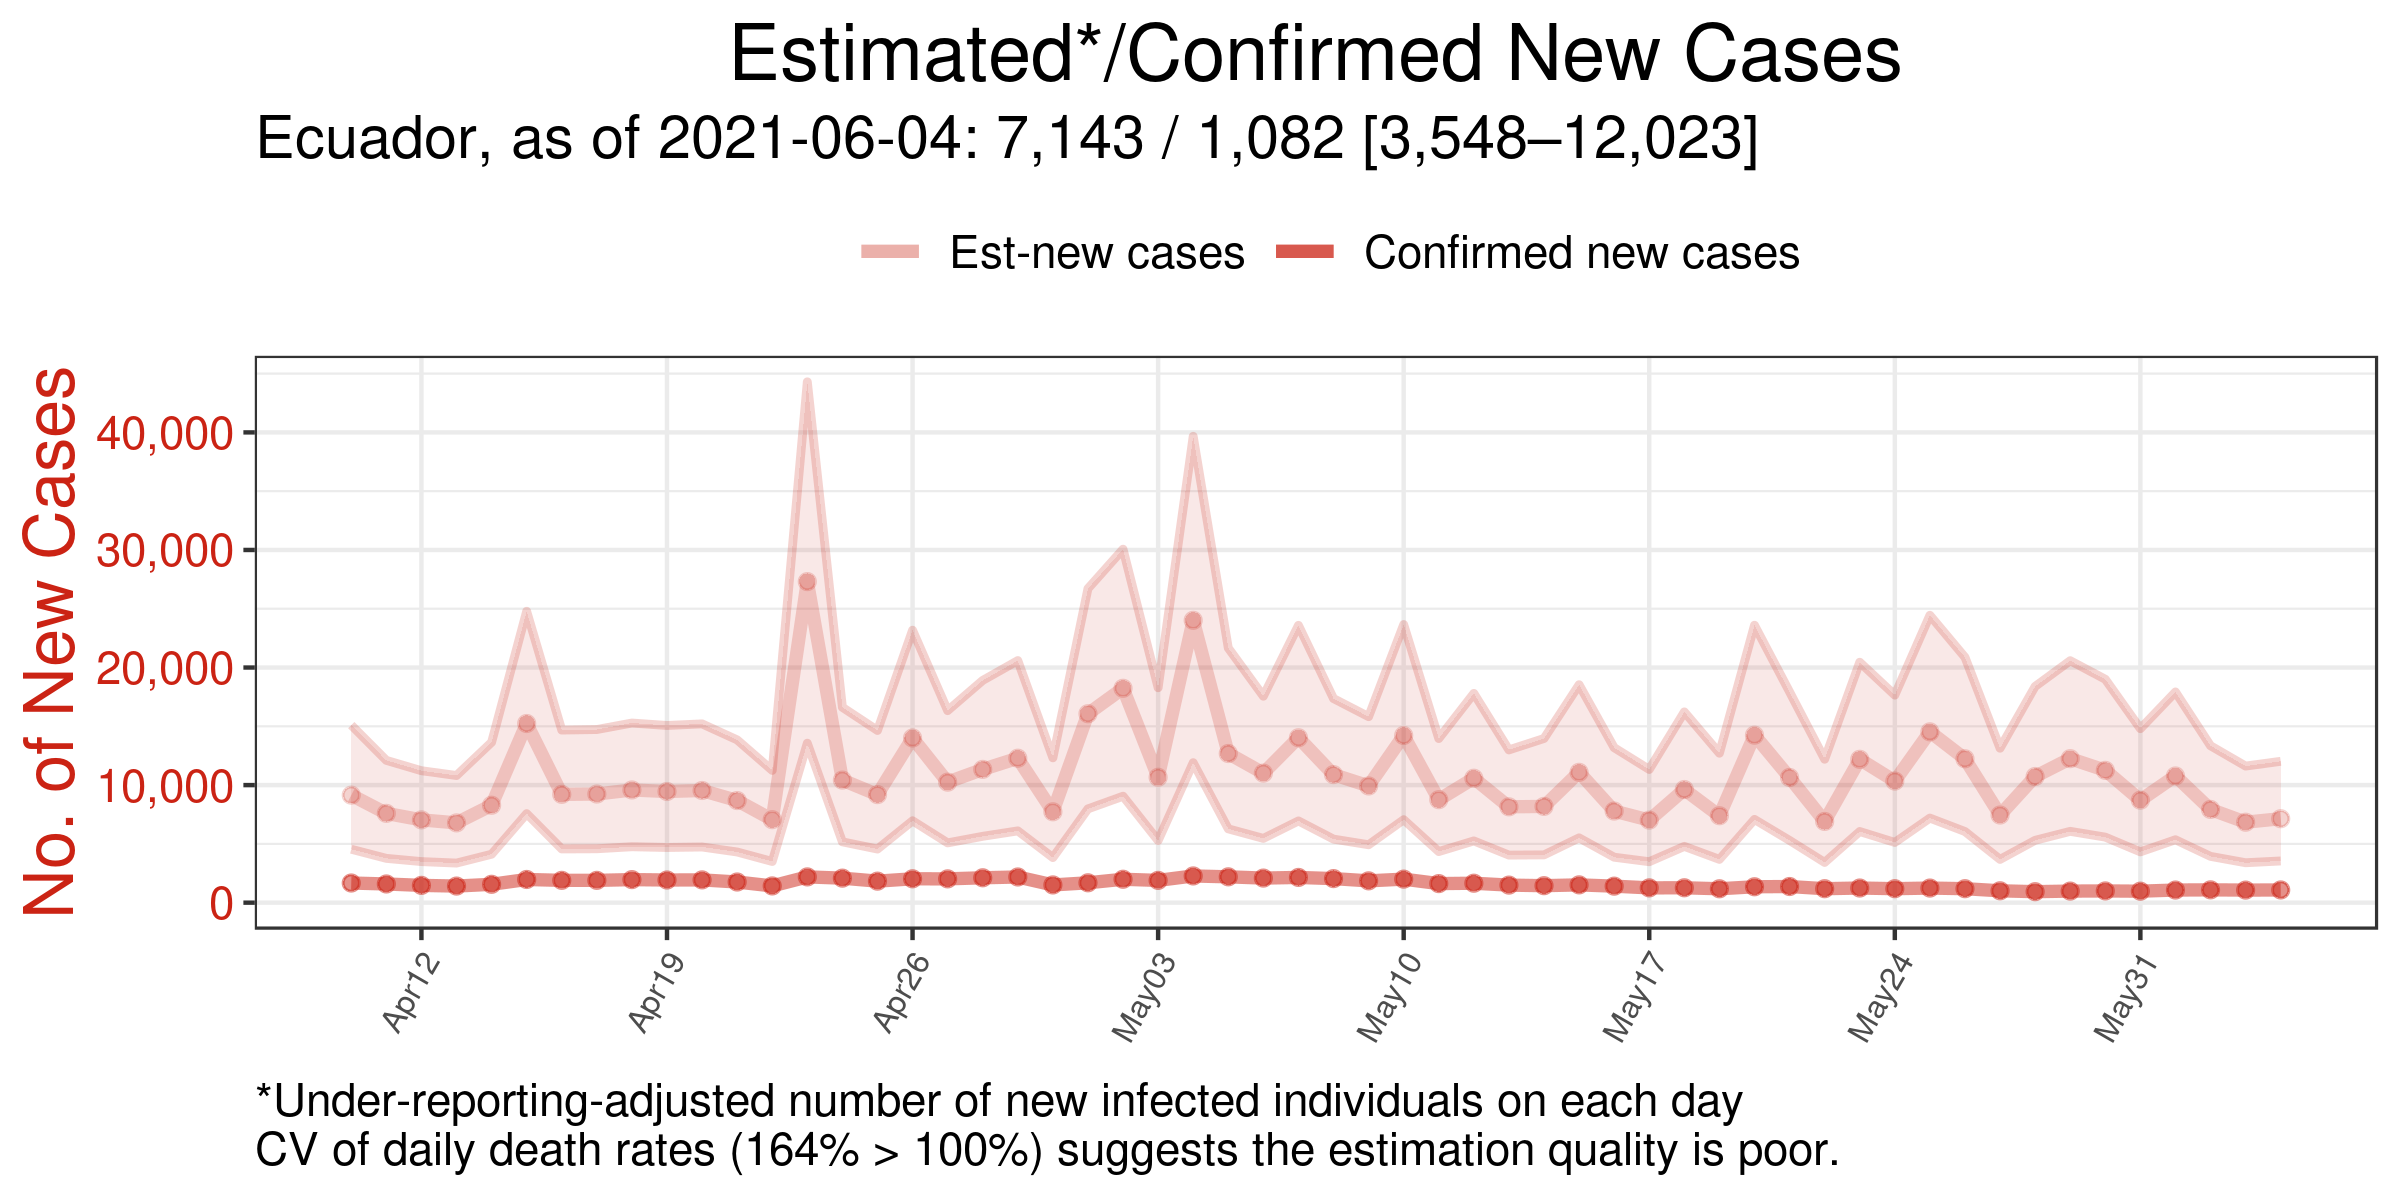 Estimated*/Confirmed New Cases
Ecuador, as of 2021-06-04: 7,143 / 1,082 [3,548–12,023]
Est-new cases
Confirmed new cases
No. of New Cases
40,000
30,000
20,000
10,000
0
Apr12
Apr19
Apr26
May03
May10
May17
May24
May31
*Under-reporting-adjusted number of new infected individuals on each day
CV of daily death rates (164% > 100%) suggests the estimation quality is poor.